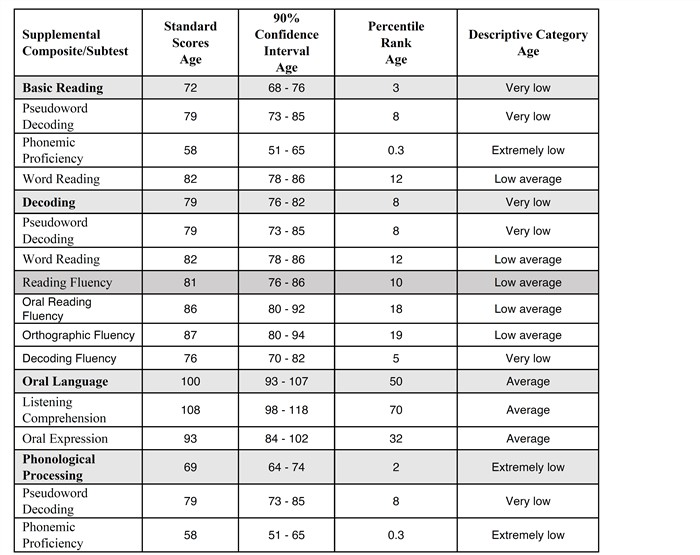 Supplemental Composite/Subtest | Standard Scores Age | 90% Confidence Interval Age | Percentile Rank Age | Descriptive Category Age
Basic Reading 72 68 - 76 3 Very low
Pseudoword Decoding 79 73 - 85 8 Very low
Phonemic Proficiency 58 51 - 65 0.3 Extremely low
Word Reading 82 78 - 86 12 Low average
Decoding 79 76 - 82 8 Very low
Pseudoword Decoding 79 73 - 85 8 Very low
Word Reading 82 78 - 86 12 Low average
Reading Fluency 81 76 - 86 10 Low average
Oral Reading Fluency 86 80 - 92 18 Low average
Orthographic Fluency 87 80 - 94 19 Low average
Decoding Fluency 76 70 - 82 5 Very low
Oral Language 100 93 - 107 50 Average
Listening Comprehension 108 98 - 118 70 Average
Oral Expression 93 84 - 102 32 Average
Phonological Processing 69 64 - 74 2 Extremely low
Pseudoword Decoding 79 73 - 85 8 Very low
Phonemic Proficiency 58 51 - 65 0.3 Extremely low